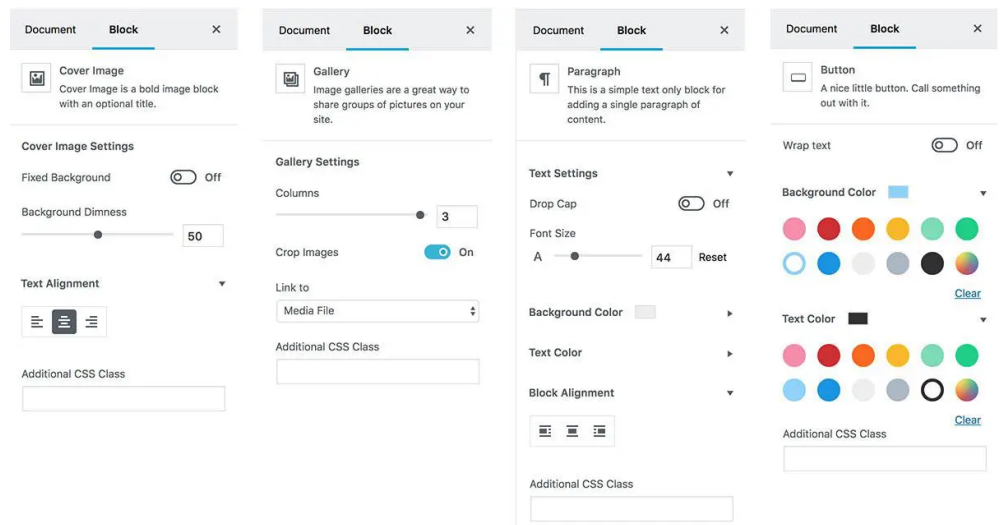 Document Block ×
Cover Image
Cover Image is a bold image block
with an optional title.
Cover Image Settings
Fixed Background Off
Background Dimness
50
Text Alignment
Additional CSS Class
Document Block ×
Gallery
Image galleries are a great way to
share groups of pictures on your
site.
Gallery Settings
Columns
3
Crop Images On
Link to
Media File
Additional CSS Class
Document Block ×
Paragraph
This is a simple text only block for
adding a single paragraph of
content.
Text Settings
Drop Cap Off
Font Size
A 44 Reset
Background Color
Text Color
Block Alignment
Additional CSS Class
Document Block ×
Button
A nice little button. Call something
out with it.
Wrap text Off
Background Color
Clear
Text Color
Clear
Additional CSS Class